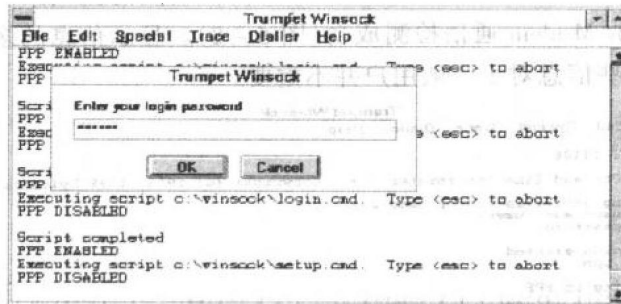 Trumpet Winsock
File Edit Special Trace Dialler Help
PPP ENABLED
Executing script c:\winsock\login.cmd. Type <esc> to abort
PPP
Trumpet Winsock
Enter your login password
******
OK Cancel
Scri
PPP
Exec e <esc> to abort
PPP
Scri
PPP
Executing script c:\winsock\login.cmd. Type <esc> to abort
PPP DISABLED
Script completed
PPP ENABLED
Executing script c:\winsock\setup.cmd. Type <esc> to abort
PPP DISABLED